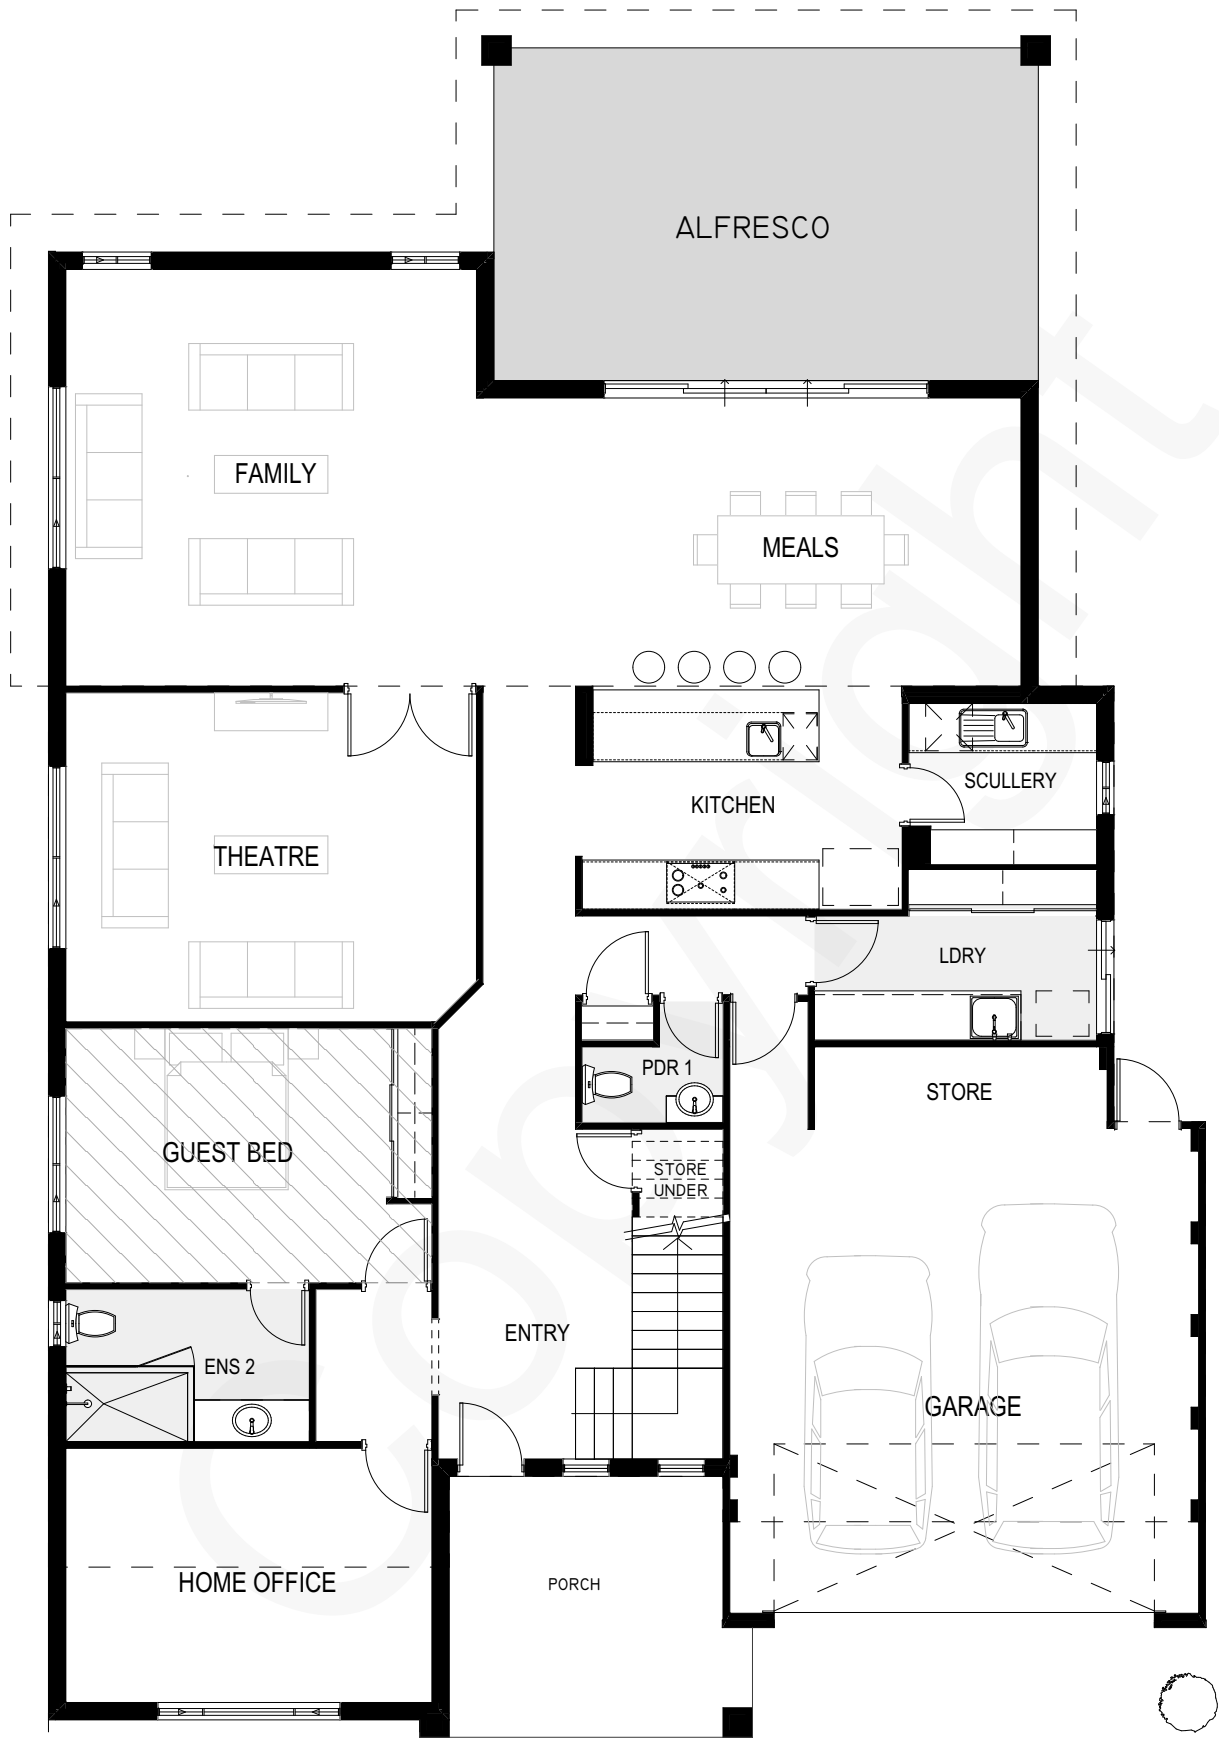 ALFRESCO
FAMILY
MEALS
KITCHEN
SCULLERY
THEATRE
LDRY
PDR 1
STORE
GUEST BED
STORE
UNDER
ENTRY
ENS 2
GARAGE
HOME OFFICE
PORCH
Copyright